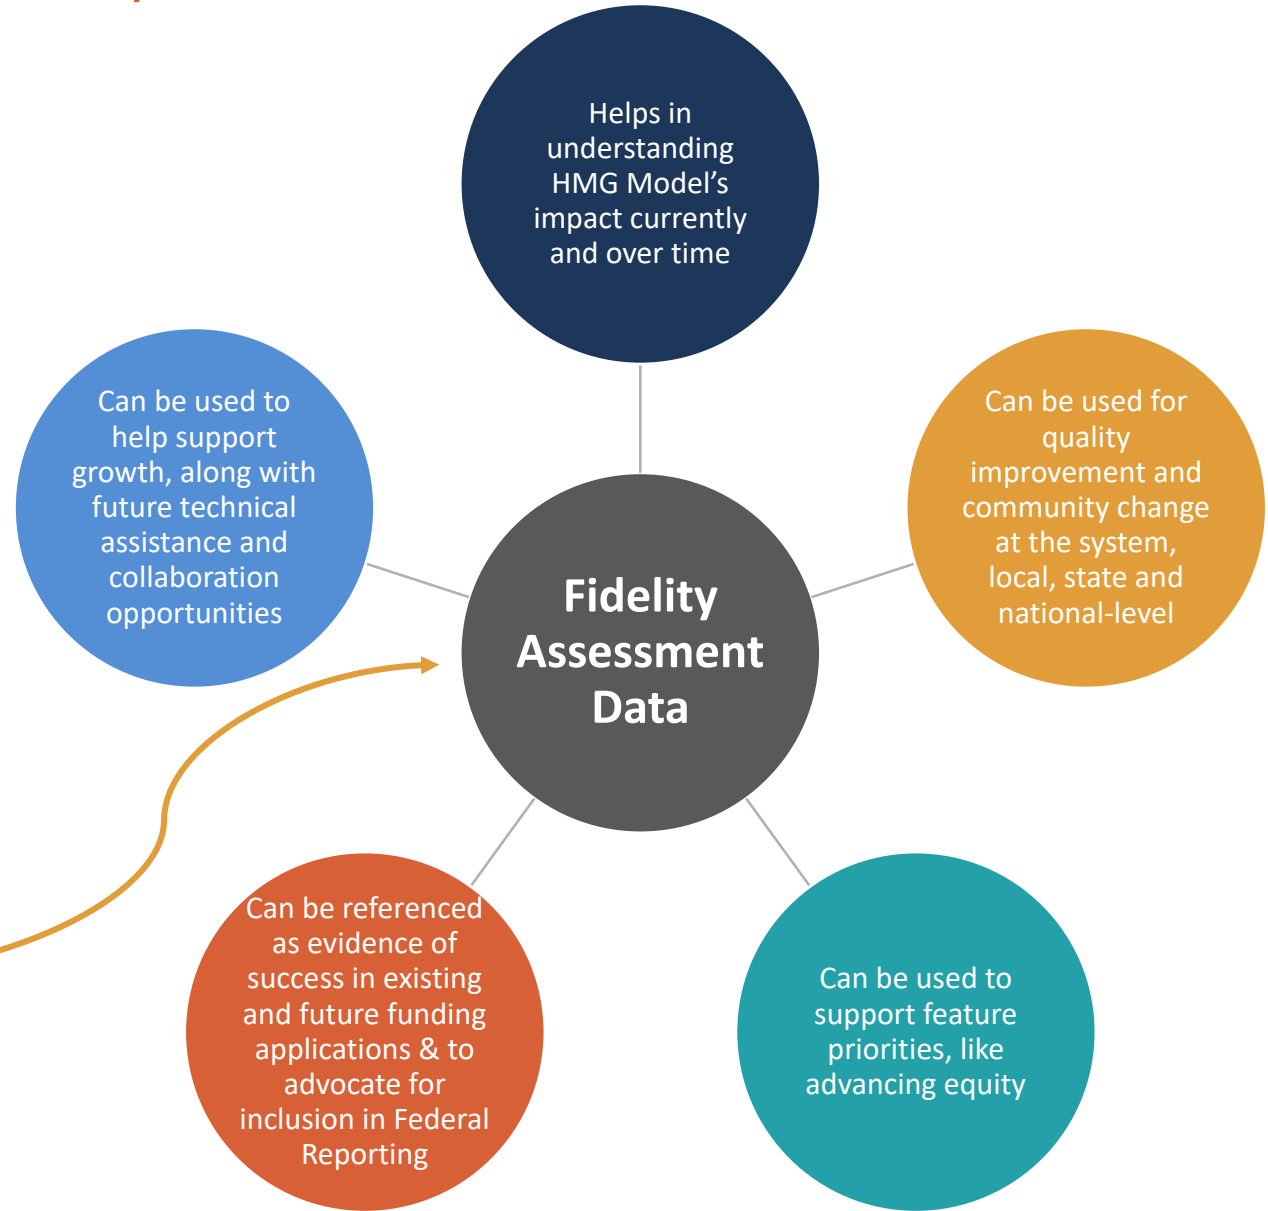 Helps in
understanding
HMG Model’s
impact currently
and over time
Can be used to
help support
growth, along with
future technical
assistance and
collaboration
opportunities
Can be used for
quality
improvement and
community change
at the system,
local, state and
national-level
Fidelity
Assessment
Data
Can be referenced
as evidence of
success in existing
and future funding
applications & to
advocate for
inclusion in Federal
Reporting
Can be used to
support feature
priorities, like
advancing equity